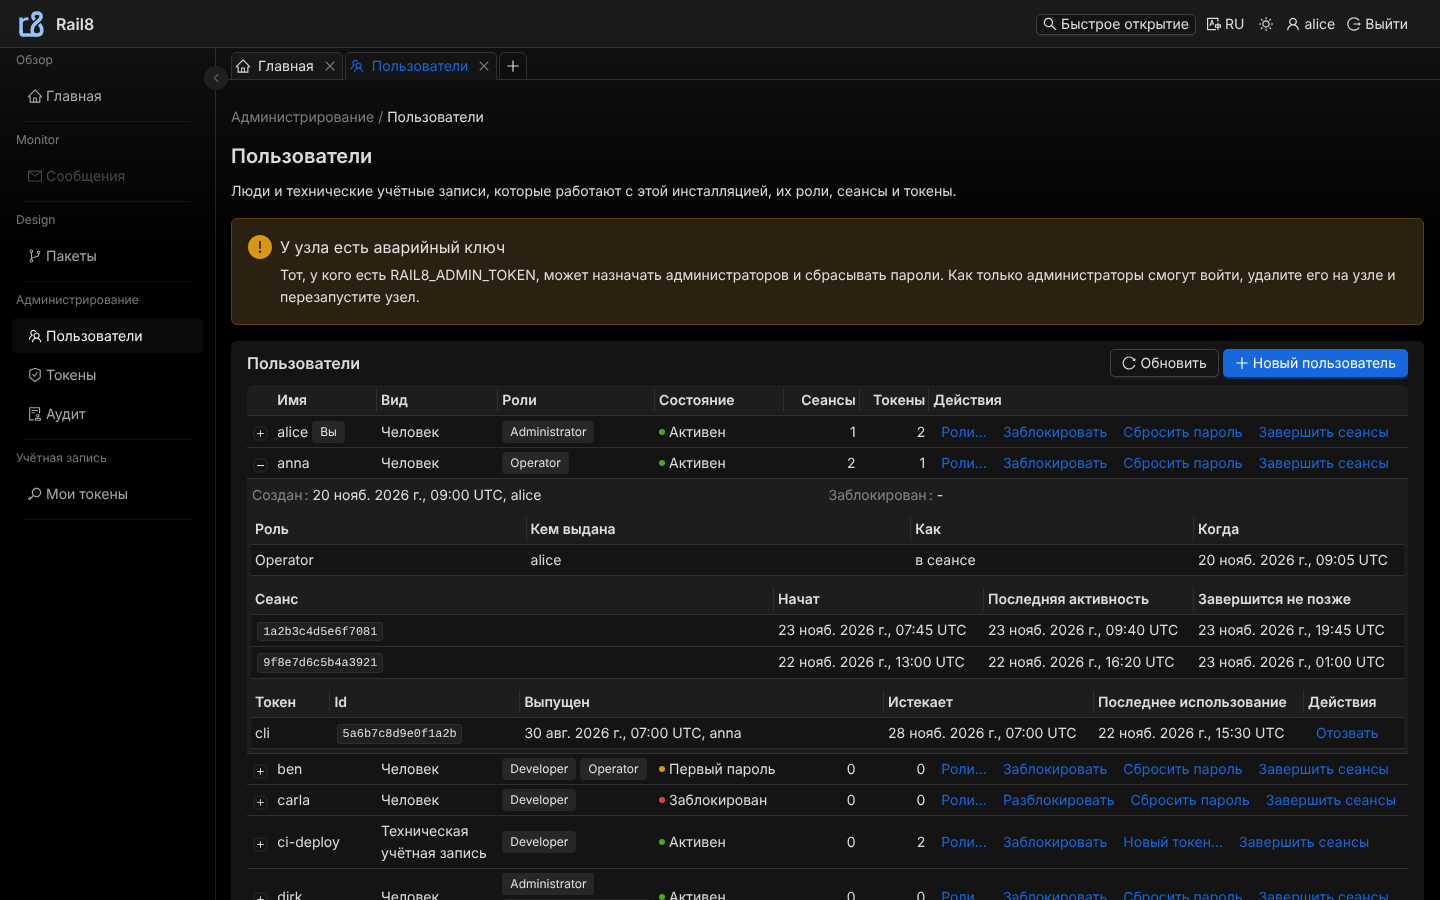 Rail8
Быстрое открытие
RU
alice
Выйти
Обзор
Главная
Monitor
Сообщения
Design
Пакеты
Администрирование
Пользователи
Токены
Аудит
Учётная запись
Мои токены
Главная
Пользователи
Администрирование / Пользователи
Пользователи
Люди и технические учётные записи, которые работают с этой инсталляцией, их роли, сеансы и токены.
У узла есть аварийный ключ
Тот, у кого есть RAIL8_ADMIN_TOKEN, может назначать администраторов и сбрасывать пароли. Как только администраторы смогут войти, удалите его на узле и
перезапустите узел.
Пользователи
Обновить
Новый пользователь
Имя Вид Роли Состояние Сеансы Токены Действия
alice Вы Человек Administrator Активен 1 2 Роли... Заблокировать Сбросить пароль Завершить сеансы
anna Человек Operator Активен 2 1 Роли... Заблокировать Сбросить пароль Завершить сеансы
Создан: 20 нояб. 2026 г., 09:00 UTC, alice Заблокирован: -
Роль Кем выдана Как Когда
Operator alice в сеансе 20 нояб. 2026 г., 09:05 UTC
Сеанс Начат Последняя активность Завершится не позже
1a2b3c4d5e6f7081 23 нояб. 2026 г., 07:45 UTC 23 нояб. 2026 г., 09:40 UTC 23 нояб. 2026 г., 19:45 UTC
9f8e7d6c5b4a3921 22 нояб. 2026 г., 13:00 UTC 22 нояб. 2026 г., 16:20 UTC 23 нояб. 2026 г., 01:00 UTC
Токен Id Выпущен Истекает Последнее использование Действия
cli 5a6b7c8d9e0f1a2b 30 авг. 2026 г., 07:00 UTC, anna 28 нояб. 2026 г., 07:00 UTC 22 нояб. 2026 г., 15:30 UTC Отозвать
ben Человек Developer Operator Первый пароль 0 0 Роли... Заблокировать Сбросить пароль Завершить сеансы
carla Человек Developer Заблокирован 0 0 Роли... Разблокировать Сбросить пароль Завершить сеансы
ci-deploy Техническая учётная запись Developer Активен 0 2 Роли... Заблокировать Новый токен... Завершить сеансы
dirk Человек Administrator Активен 0 0 Роли... Заблокировать Сбросить пароль Завершить сеансы